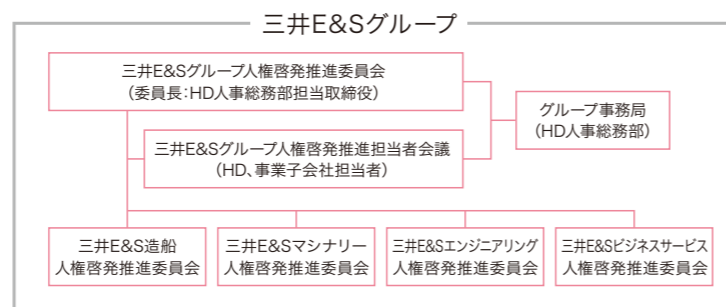 三井E&Sグループ
三井E&Sグループ人権啓発推進委員会
（委員長：HD人事総務部担当取締役）
グループ事務局
（HD人事総務部）
三井E&Sグループ人権啓発推進担当者会議
（HD、事業子会社担当者）
三井E&S造船
人権啓発推進委員会
三井E&Sマシナリー
人権啓発推進委員会
三井E&Sエンジニアリング
人権啓発推進委員会
三井E&Sビジネスサービス
人権啓発推進委員会